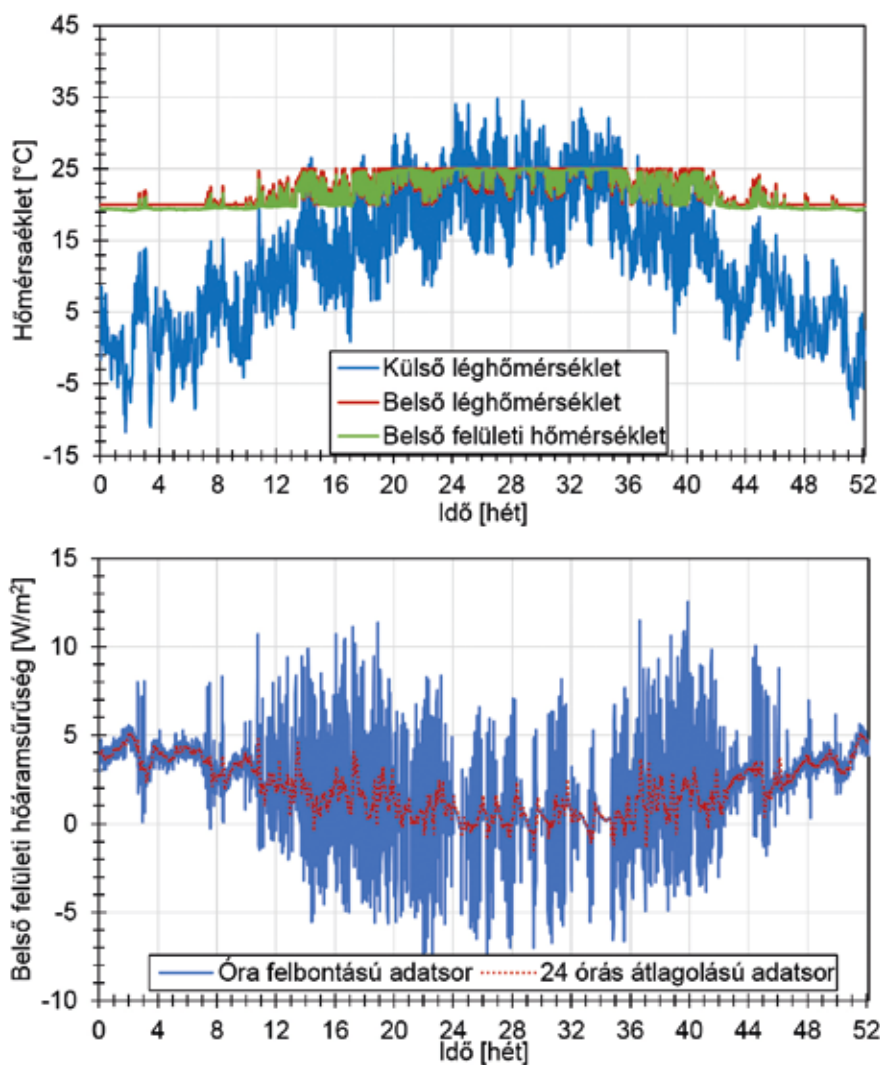 45
35
25
15
5
-5
-15
Hőmérsaéklet [°C]
Külső léghőmérséklet
Belső léghőmérséklet
Belső felületi hőmérséklet
0 4 8 12 16 20 24 28 32 36 40 44 48 52
Idő [hét]
15
10
5
0
-5
-10
Belső felületi hőáramsűrűség [W/m²]
Óra felbontású adatsor 24 órás átlagolású adatsor
0 4 8 12 16 20 24 28 32 36 40 44 48 52
Idő [hét]